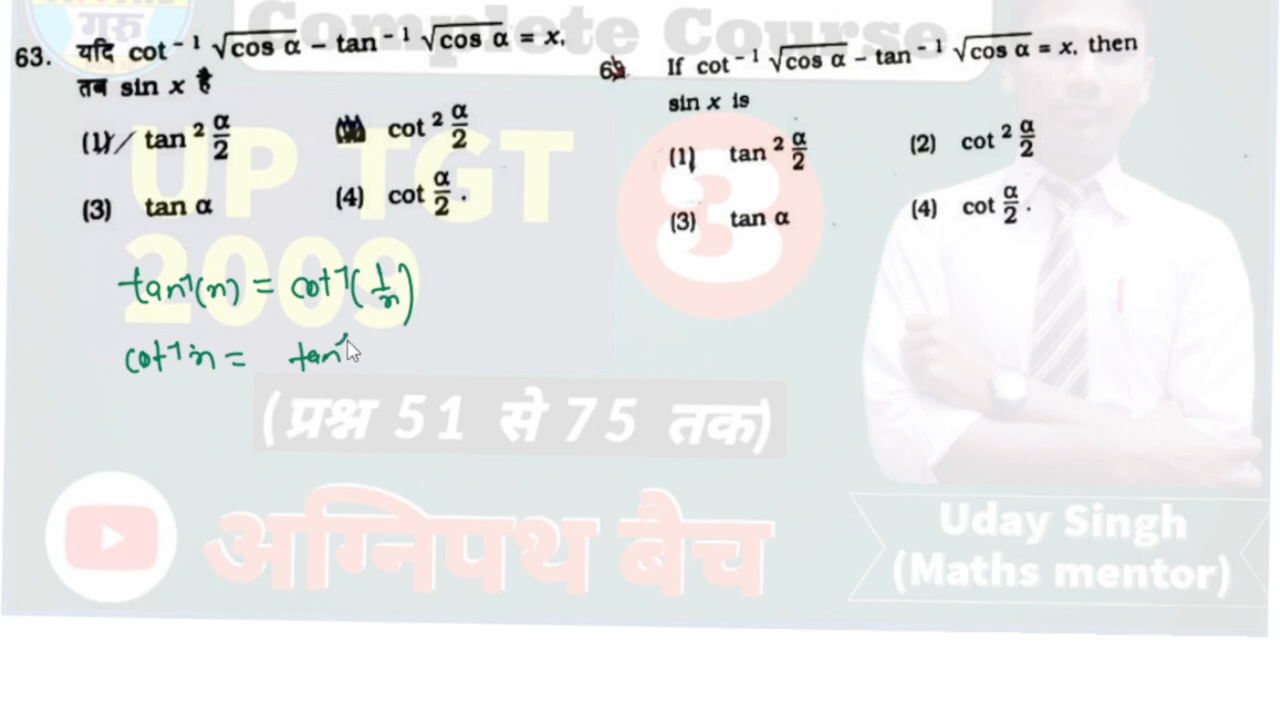 गुरु
Complete Course
63. यदि cot⁻¹ √cos α – tan⁻¹ √cos α = x,
तब sin x है
(1) tan² α/2 cot² α/2
(3) tan α (4) cot α/2 .
If cot⁻¹ √cos α – tan⁻¹ √cos α = x, then
sin x is
(1) tan² α/2 (2) cot² α/2
(3) tan α (4) cot α/2 .
UP TGT
2009
3
tan⁻¹(x) = cot⁻¹(1/x)
cot⁻¹x = tan⁻
(प्रश्न 51 से 75 तक)
अग्निपथ बैच
Uday Singh
(Maths mentor)